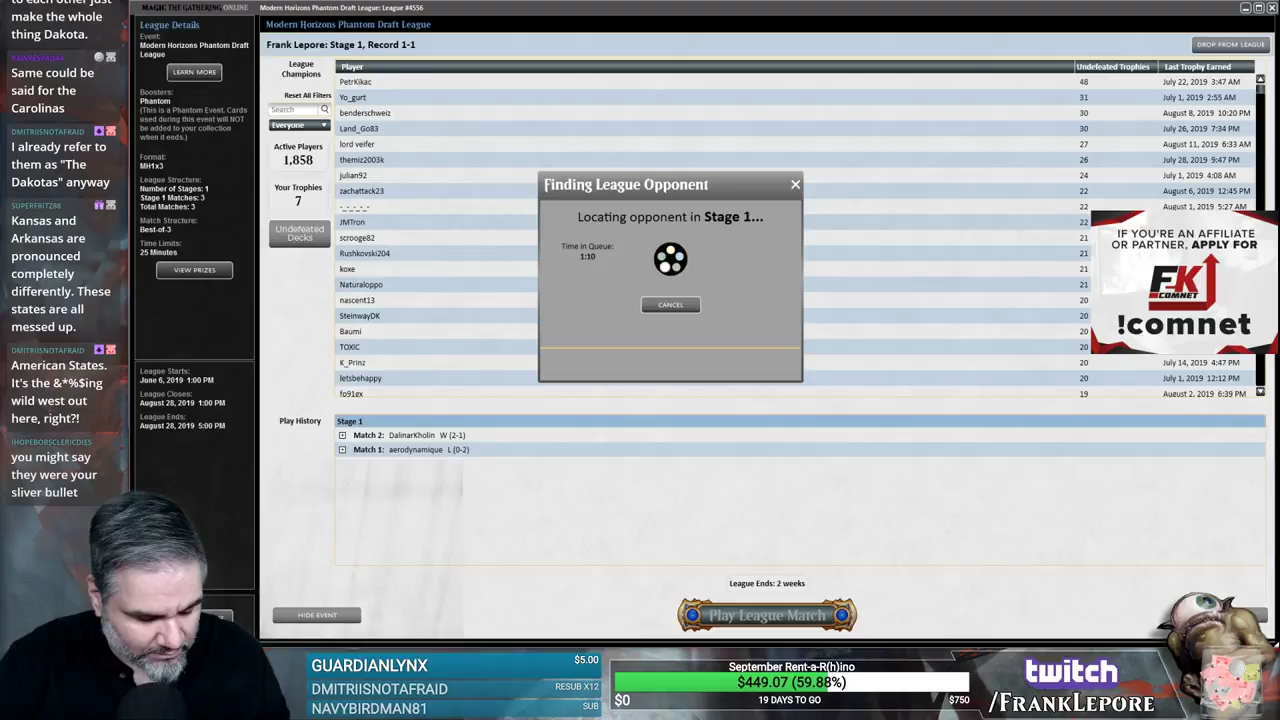 to each other just
make the whole
thing Dakota.
Same could be
said for the
Carolinas
DMITRIISNOTAFRAID
I already refer to
them as "The
Dakotas" anyway
SUPERFRITZ88
Kansas and
Arkansas are
pronounced
completely
differently. These
states are all
messed up.
DMITRIISNOTAFRAID
American States.
It's the &*%$ing
wild west out
here, right?!
IHOPEBOBSCLERICDIES
you might say
they were your
sliver bullet
MAGIC THE GATHERING ONLINE
Modern Horizons Phantom Draft League: League #4556
League Details
Event:
Modern Horizons Phantom Draft
League
LEARN MORE
Boosters:
Phantom
(This is a Phantom Event. Cards
used during this event will NOT
be added to your collection
when it ends.)
Format:
MH1x3
League Structure:
Number of Stages: 1
Stage 1 Matches: 3
Total Matches: 3
Match Structure:
Best-of-3
Time Limits:
25 Minutes
VIEW PRIZES
League Starts:
June 6, 2019 1:00 PM
League Closes:
August 28, 2019 1:00 PM
League Ends:
August 28, 2019 5:00 PM
Modern Horizons Phantom Draft League
Frank Lepore: Stage 1, Record 1-1
DROP FROM LEAGUE
League
Champions
Reset All Filters
Search
Everyone
Active Players
1,858
Your Trophies
7
Undefeated
Decks
Player Undefeated Trophies Last Trophy Earned
PetrKikac 48 July 22, 2019 3:47 AM
Yo_gurt 31 July 1, 2019 2:55 AM
benderschweiz 30 August 8, 2019 10:20 PM
Land_Go83 30 July 26, 2019 7:34 PM
lord veifer 27 August 11, 2019 6:33 AM
themiz2003k 26 July 28, 2019 9:47 PM
julian92 24 July 1, 2019 4:08 AM
zachattack23 22 August 6, 2019 12:45 PM
-_-_-_-_- 22 August 1, 2019 5:27 AM
JMTron 22
scrooge82 21
Rushkovski204 21
koxe 21
Naturaloppo 21
nascent13 20
SteinwayDK 20
Baumi 20
TOXIC 20
K_Prinz 20 July 14, 2019 4:47 PM
letsbehappy 20 July 1, 2019 12:12 PM
fo91gx 19 August 2, 2019 6:39 PM
Finding League Opponent
Locating opponent in Stage 1...
Time in Queue:
1:10
CANCEL
IF YOU'RE AN AFFILIATE
OR PARTNER, APPLY FOR
FK
COMNET
!comnet
Play History
Stage 1
Match 2: DalinarKholin W (2-1)
Match 1: aerodynamique L (0-2)
League Ends: 2 weeks
HIDE EVENT
Play League Match
GUARDIANLYNX $5.00
DMITRIISNOTAFRAID RESUB X12
NAVYBIRDMAN81 SUB
September Rent-a-R(h)ino
$449.07 (59.88%)
$0 19 DAYS TO GO $750
twitch
/FrankLepore